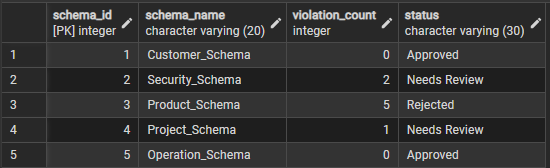 schema_id schema_name violation_count status
[PK] integer character varying (20) integer character varying (30)
1 1 Customer_Schema 0 Approved
2 2 Security_Schema 2 Needs Review
3 3 Product_Schema 5 Rejected
4 4 Project_Schema 1 Needs Review
5 5 Operation_Schema 0 Approved